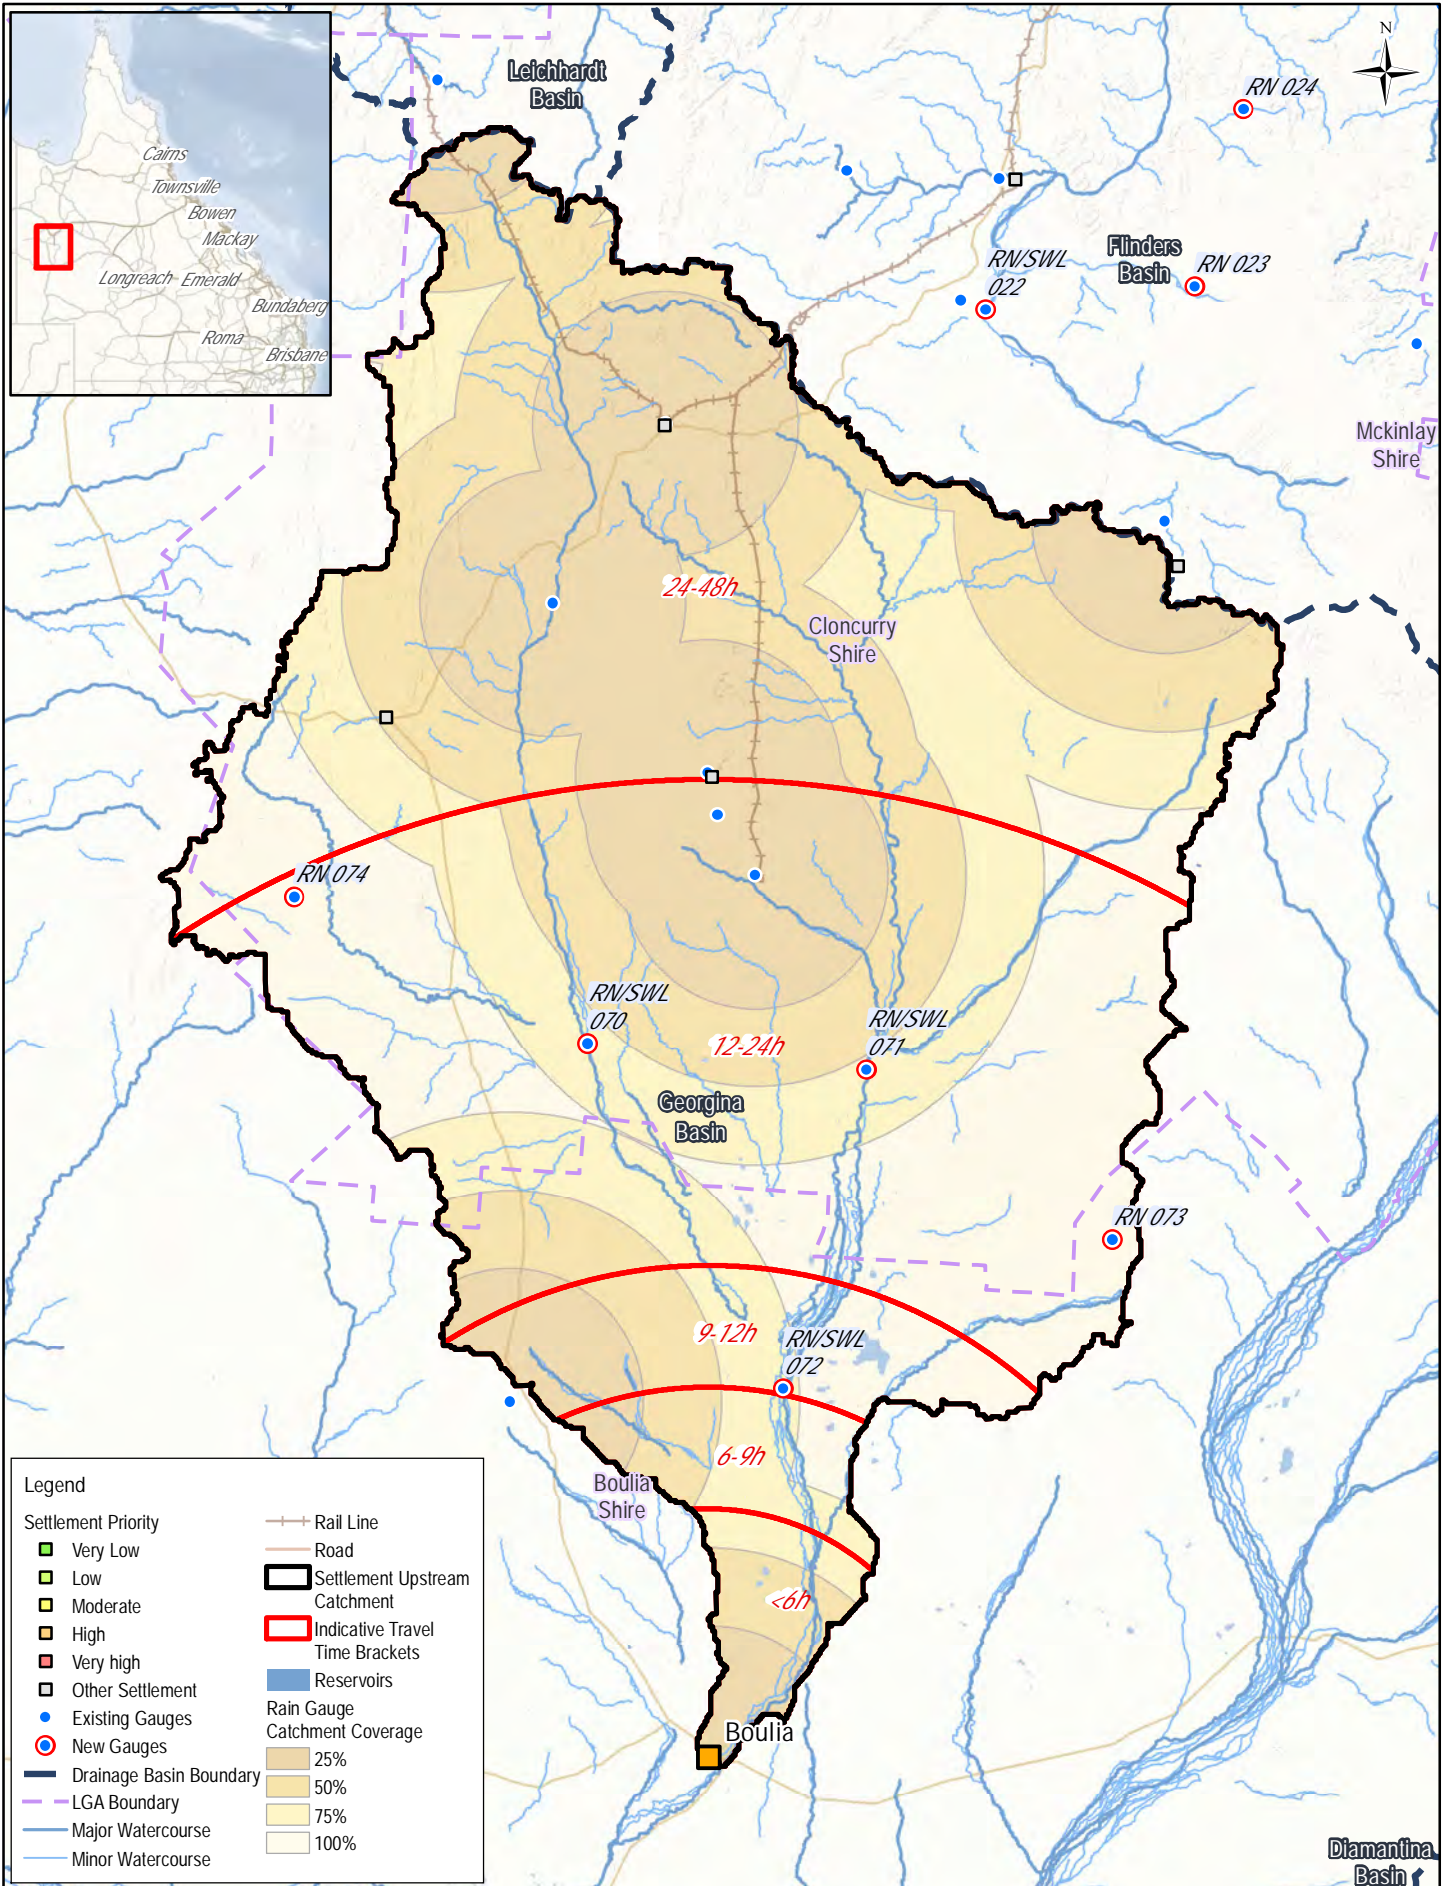 N
Leichhardt
Basin
RN 024
Cairns
Townsville
Bowen
Mackay
Longreach
Emerald
Bundaberg
Roma
Brisbane
RN/SWL
022
Flinders
Basin
RN 023
Mckinlay
Shire
24-48h
Cloncurry
Shire
RN 074
RN/SWL
070
RN/SWL
071
12-24h
Georgina
Basin
RN 073
9-12h
RN/SWL
072
6-9h
Boulia
Shire
<6h
Boulia
Diamantina
Basin
Legend
Settlement Priority
Very Low
Low
Moderate
High
Very high
Other Settlement
Existing Gauges
New Gauges
Drainage Basin Boundary
LGA Boundary
Major Watercourse
Minor Watercourse
Rail Line
Road
Settlement Upstream
Catchment
Indicative Travel
Time Brackets
Reservoirs
Rain Gauge
Catchment Coverage
25%
50%
75%
100%